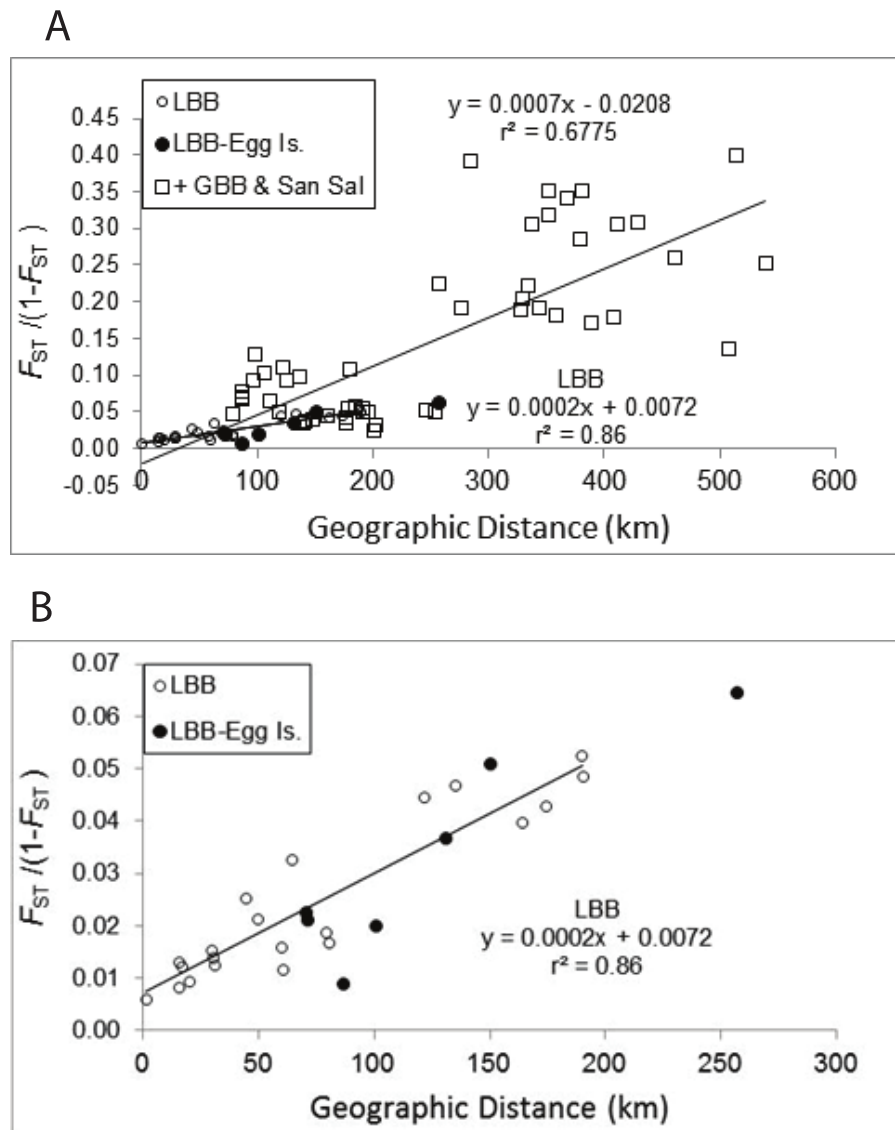 A
LBB
LBB-Egg Is.
+ GBB & San Sal
y = 0.0007x - 0.0208
r² = 0.6775
0.45
0.40
0.35
0.30
0.25
0.20
0.15
0.10
0.05
0.00
-0.05
FST /(1-FST)
LBB
y = 0.0002x + 0.0072
r² = 0.86
0 100 200 300 400 500 600
Geographic Distance (km)
B
LBB
LBB-Egg Is.
0.07
0.06
0.05
0.04
0.03
0.02
0.01
0.00
FST /(1-FST)
LBB
y = 0.0002x + 0.0072
r² = 0.86
0 50 100 150 200 250 300
Geographic Distance (km)